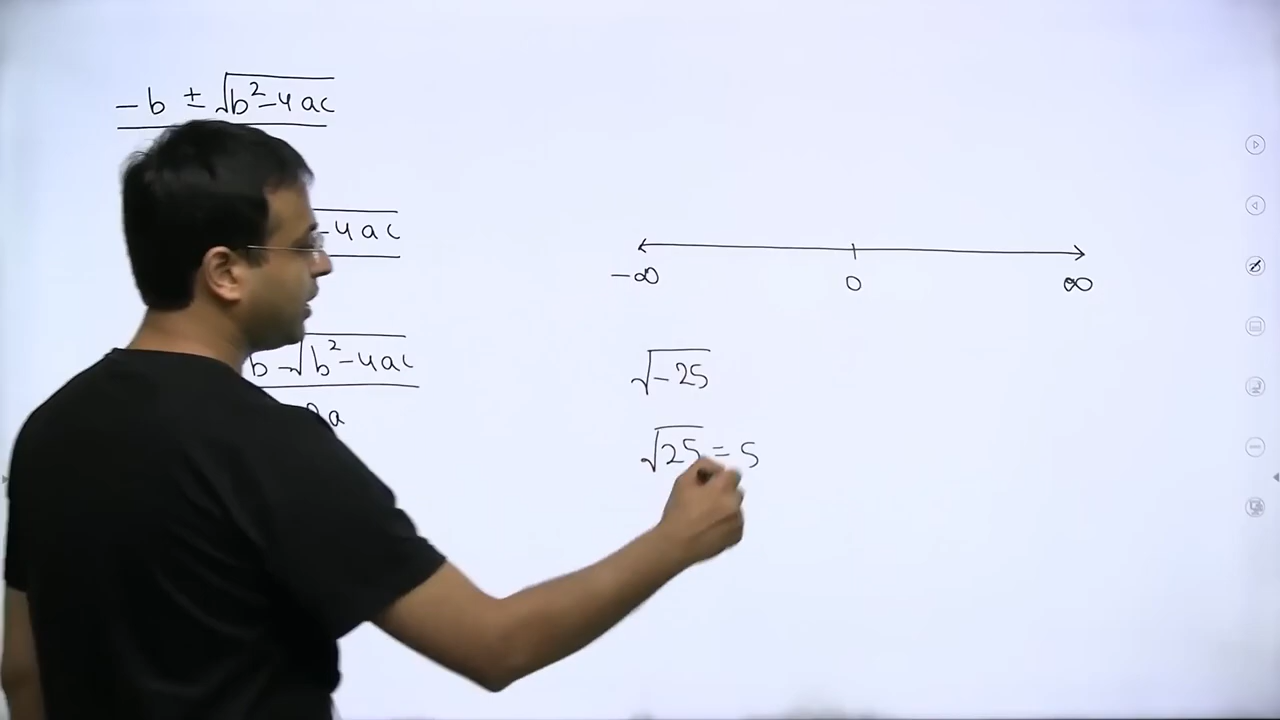 -b ± √b²-4ac
-4ac
b-√b²-4ac
2a
-∞ 0 ∞
√-25
√25 = 5